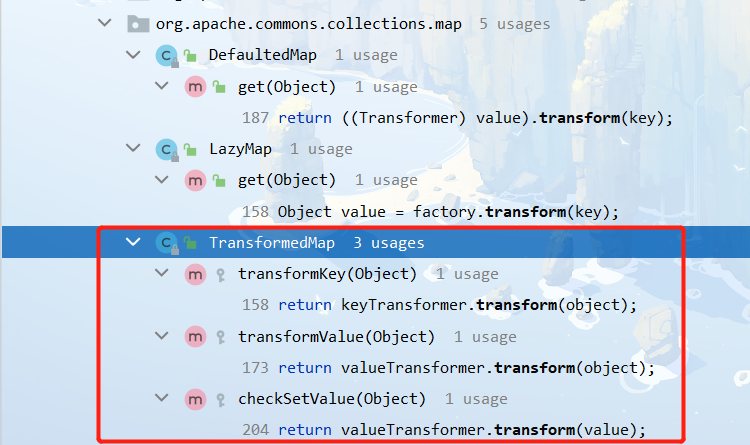 org.apache.commons.collections.map 5 usages
DefaultedMap 1 usage
get(Object) 1 usage
187 return ((Transformer) value).transform(key);
LazyMap 1 usage
get(Object) 1 usage
158 Object value = factory.transform(key);
TransformedMap 3 usages
transformKey(Object) 1 usage
158 return keyTransformer.transform(object);
transformValue(Object) 1 usage
173 return valueTransformer.transform(object);
checkSetValue(Object) 1 usage
204 return valueTransformer.transform(value);